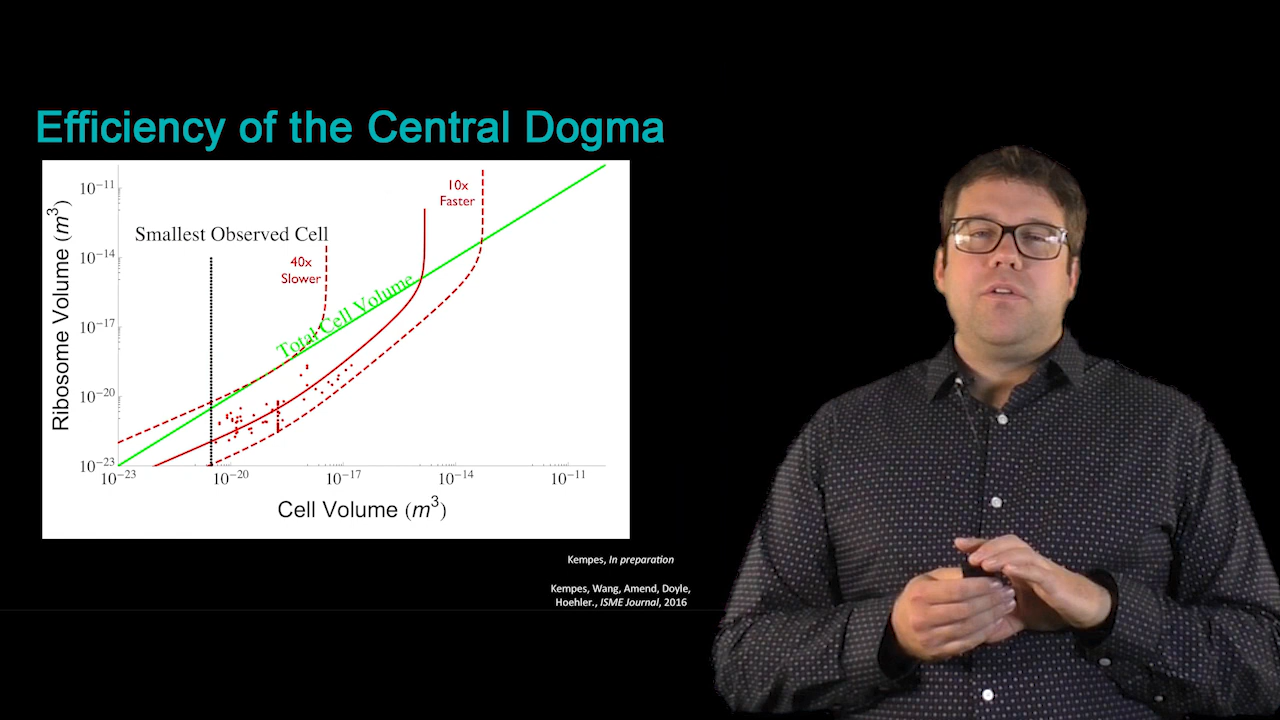 Efficiency of the Central Dogma
10⁻¹¹
10⁻¹⁴
10⁻¹⁷
10⁻²⁰
10⁻²³
Ribosome Volume (m³)
Smallest Observed Cell
40x
Slower
10x
Faster
Total Cell Volume
10⁻²³
10⁻²⁰
10⁻¹⁷
10⁻¹⁴
10⁻¹¹
Cell Volume (m³)
Kempes, In preparation
Kempes, Wang, Amend, Doyle,
Hoehler., ISME Journal, 2016